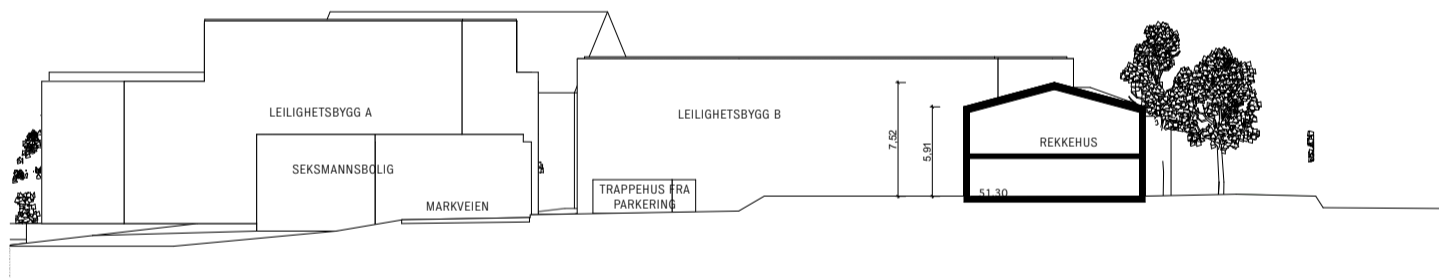 LEILIGHETSBYGG A
LEILIGHETSBYGG B
7,52
5,91
REKKEHUS
SEKSMANNSBOLIG
51.30
TRAPPEHUS FRA
PARKERING
MARKVEIEN